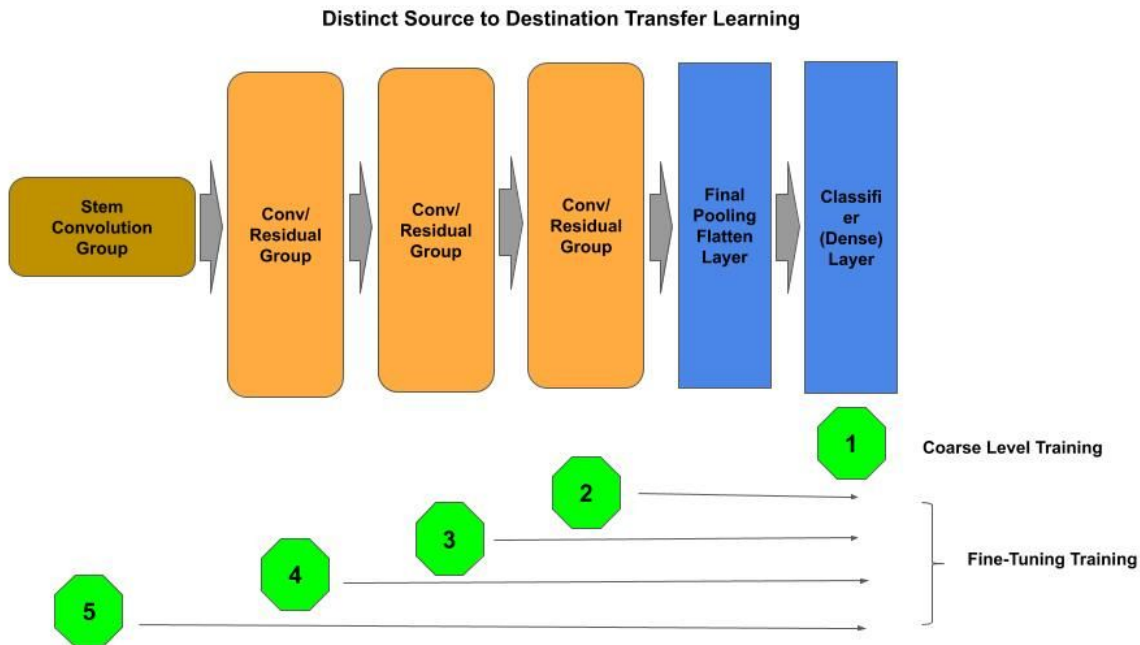 Distinct Source to Destination Transfer Learning
Stem
Convolution
Group
Conv/
Residual
Group
Conv/
Residual
Group
Conv/
Residual
Group
Final
Pooling
Flatten
Layer
Classifi
er
(Dense)
Layer
1
Coarse Level Training
2
3
Fine-Tuning Training
4
5